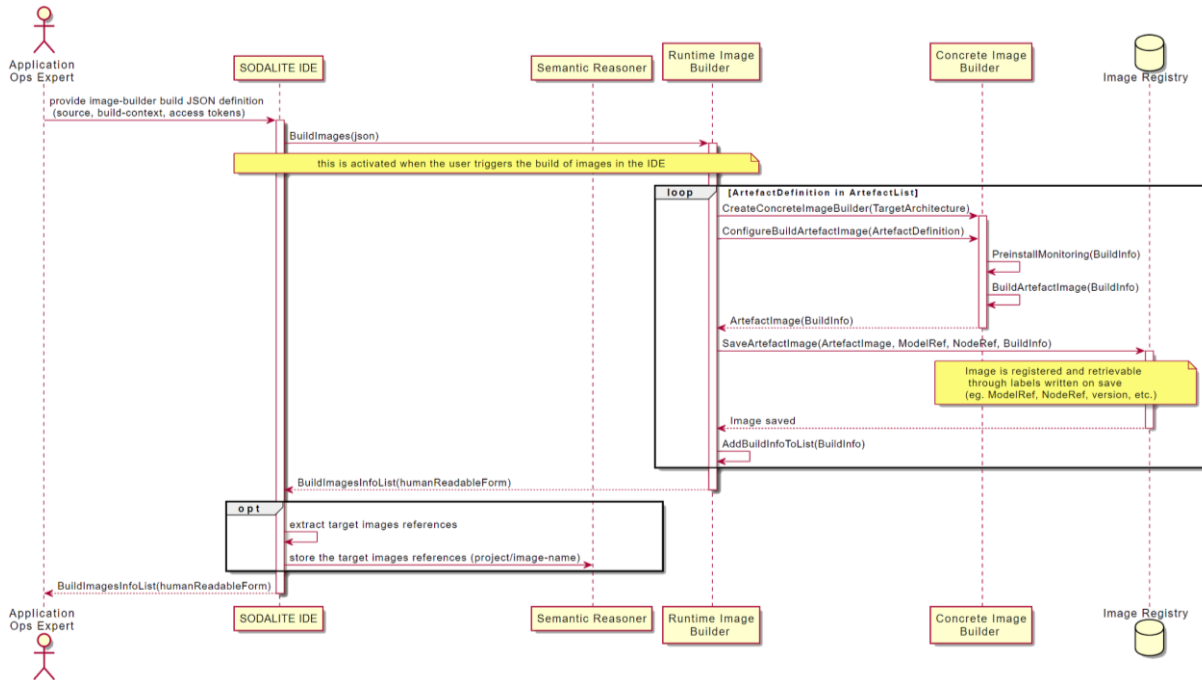 Application
Ops Expert
SODALITE IDE
Semantic Reasoner
Runtime Image
Builder
Concrete Image
Builder
Image Registry
provide image-builder build JSON definition
(source, build-context, access tokens)
BuildImages(json)
this is activated when the user triggers the build of images in the IDE
loop
[ArtefactDefinition in ArtefactList]
CreateConcreteImageBuilder(TargetArchitecture)
ConfigureBuildArtefactImage(ArtefactDefinition)
PreinstallMonitoring(BuildInfo)
BuildArtefactImage(BuildInfo)
ArtefactImage(BuildInfo)
SaveArtefactImage(ArtefactImage, ModelRef, NodeRef, BuildInfo)
Image is registered and retrievable
through labels written on save
(eg. ModelRef, NodeRef, version, etc.)
Image saved
AddBuildInfoToList(BuildInfo)
BuildImagesInfoList(humanReadableForm)
opt
extract target images references
store the target images references (project/image-name)
BuildImagesInfoList(humanReadableForm)
Application
Ops Expert
SODALITE IDE
Semantic Reasoner
Runtime Image
Builder
Concrete Image
Builder
Image Registry